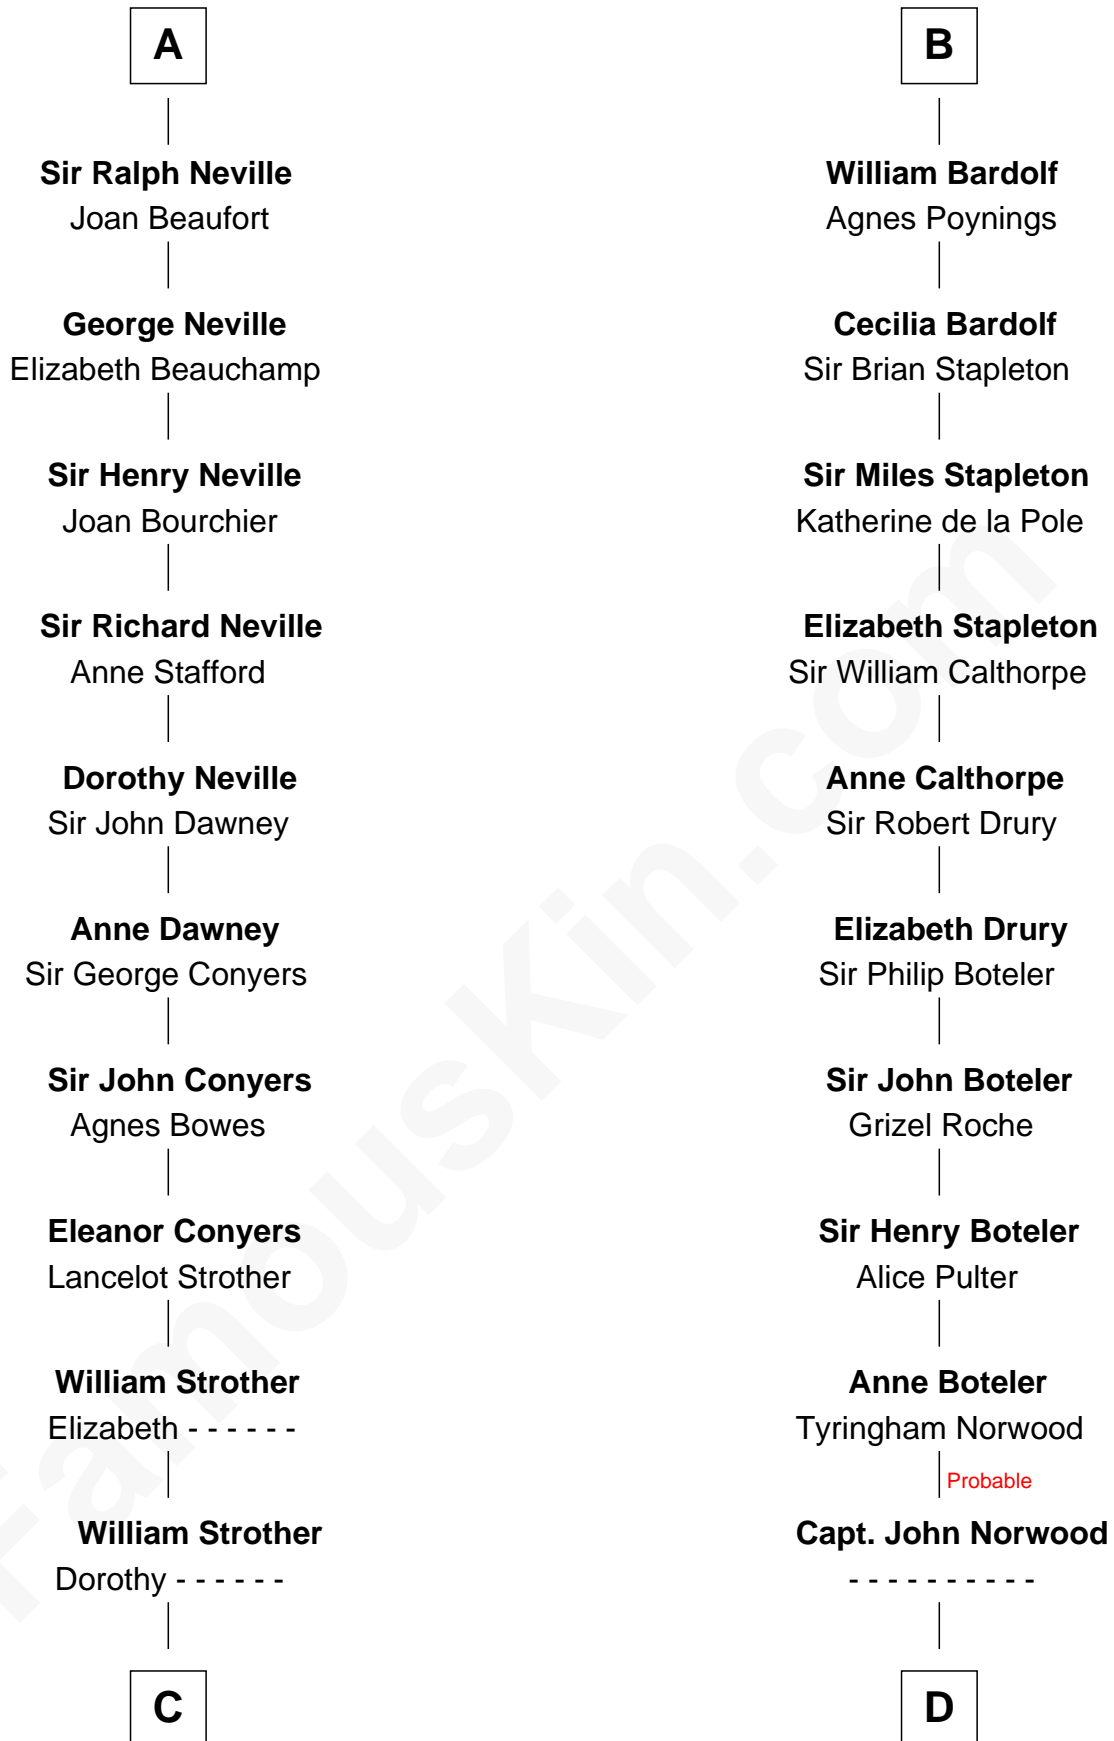 A
Sir Ralph Neville
Joan Beaufort
George Neville
Elizabeth Beauchamp
Sir Henry Neville
Joan Bourchier
Sir Richard Neville
Anne Stafford
Dorothy Neville
Sir John Dawney
Anne Dawney
Sir George Conyers
Sir John Conyers
Agnes Bowes
Eleanor Conyers
Lancelot Strother
William Strother
Elizabeth - - - - - -
William Strother
Dorothy - - - - - -
C
B
William Bardolf
Agnes Poynings
Cecilia Bardolf
Sir Brian Stapleton
Sir Miles Stapleton
Katherine de la Pole
Elizabeth Stapleton
Sir William Calthorpe
Anne Calthorpe
Sir Robert Drury
Elizabeth Drury
Sir Philip Boteler
Sir John Boteler
Grizel Roche
Sir Henry Boteler
Alice Pulter
Anne Boteler
Tyringham Norwood
Probable
Capt. John Norwood
- - - - - - - - - -
D
FamousKin.com